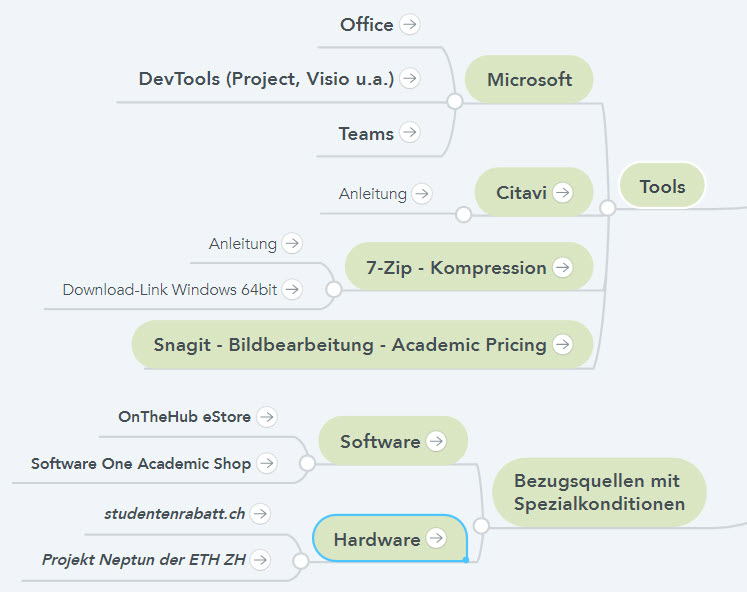 Office
Microsoft
DevTools (Project, Visio u.a.)
Teams
Tools
Citavi
Anleitung
7-Zip - Kompression
Anleitung
Download-Link Windows 64bit
Snagit - Bildbearbeitung - Academic Pricing
OnTheHub eStore
Software
Software One Academic Shop
Bezugsquellen mit
Spezialkonditionen
studentenrabatt.ch
Hardware
Projekt Neptun der ETH ZH